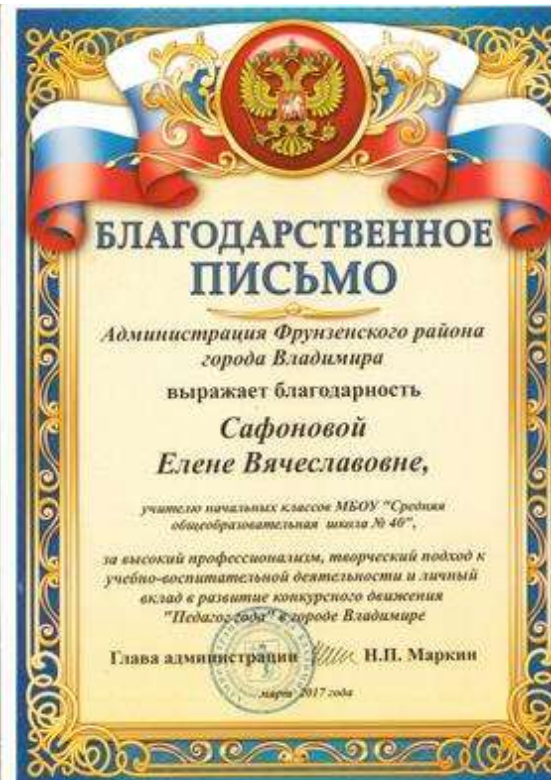 БЛАГОДАРСТВЕННОЕ
ПИСЬМО
Администрация Фрунзенского района
города Владимира
выражает благодарность
Сафоновой
Елене Вячеславовне,
учителю начальных классов МБОУ "Средняя
общеобразовательная школа № 40",
за высокий профессионализм, творческий подход к
учебно-воспитательной деятельности и личный
вклад в развитие конкурсного движения
"Педагог года" в городе Владимире
Глава администрации Н.П. Маркин
март 2017 года